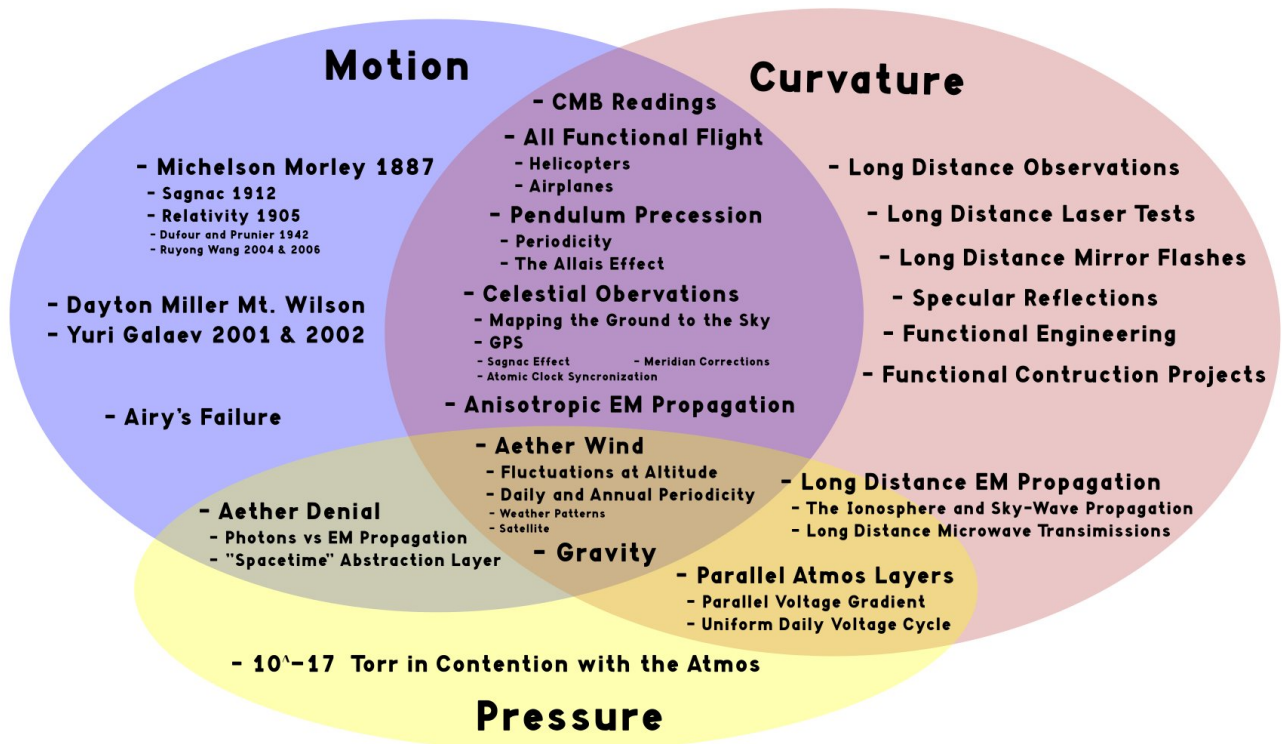 Motion
Curvature
- CMB Readings
- All Functional Flight
- Helicopters
- Airplanes
- Michelson Morley 1887
- Sagnac 1912
- Relativity 1905
- Dufour and Prunier 1942
- Ruyong Wang 2004 & 2006
- Pendulum Precession
- Periodicity
- The Allais Effect
- Dayton Miller Mt. Wilson
- Yuri Galaev 2001 & 2002
- Celestial Obervations
- Mapping the Ground to the Sky
- GPS
- Sagnac Effect - Meridian Corrections
- Atomic Clock Syncronization
- Airy's Failure
- Anisotropic EM Propagation
- Long Distance Observations
- Long Distance Laser Tests
- Long Distance Mirror Flashes
- Specular Reflections
- Functional Engineering
- Functional Contruction Projects
- Aether Wind
- Fluctuations at Altitude
- Daily and Annual Periodicity
- Weather Patterns
- Satellite
- Gravity
- Aether Denial
- Photons vs EM Propagation
- "Spacetime" Abstraction Layer
- Long Distance EM Propagation
- The Ionosphere and Sky-Wave Propagation
- Long Distance Microwave Transimissions
- Parallel Atmos Layers
- Parallel Voltage Gradient
- Uniform Daily Voltage Cycle
- 10^-17 Torr in Contention with the Atmos
Pressure